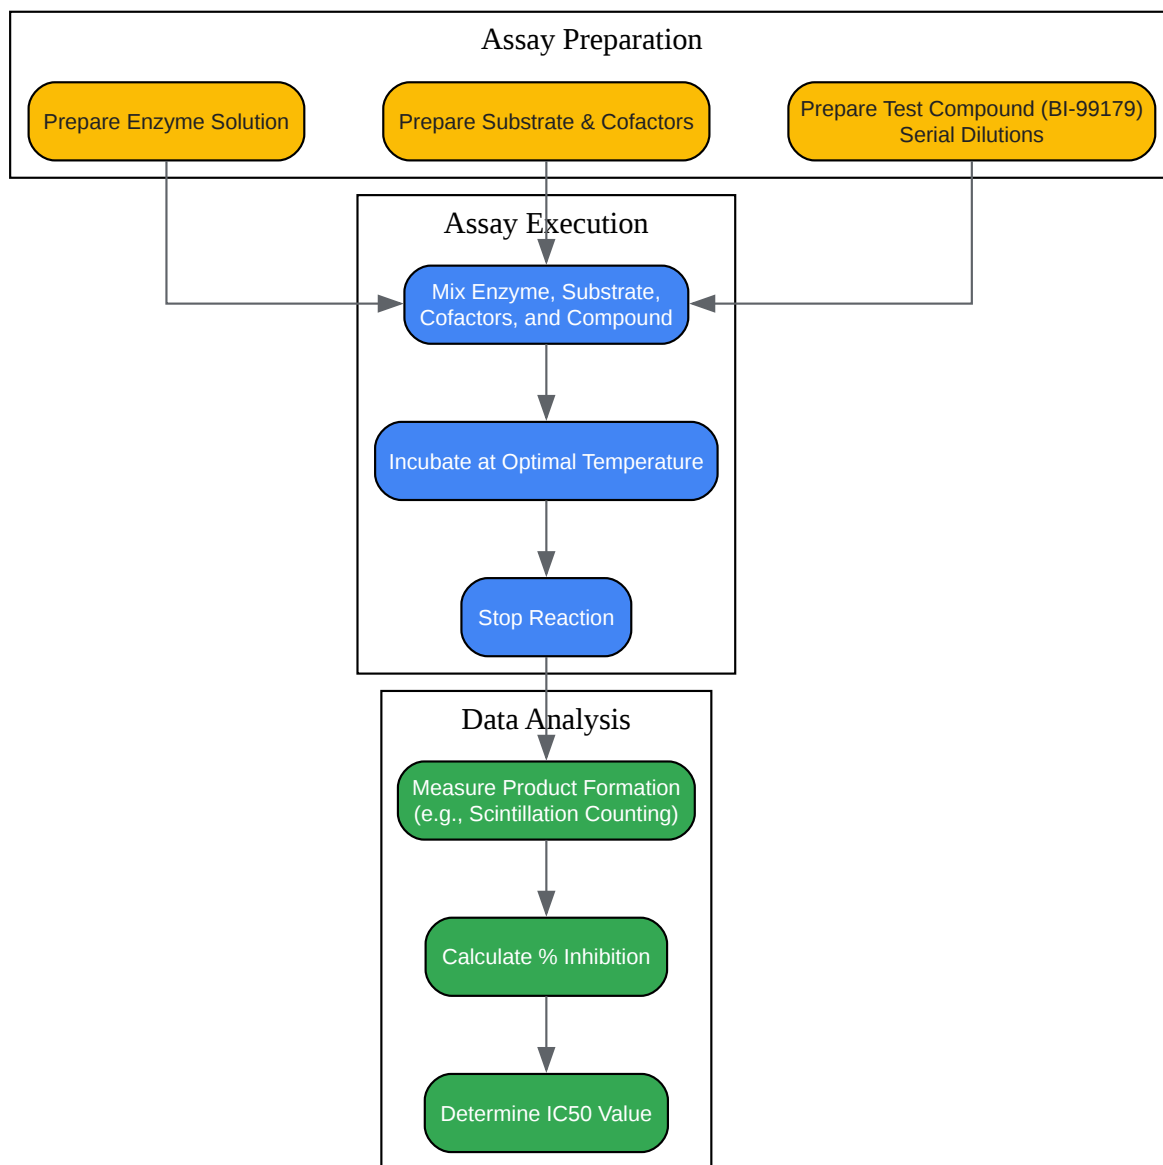 Assay Preparation
Prepare Enzyme Solution
Prepare Substrate & Cofactors
Prepare Test Compound (BI-99179)
Serial Dilutions
Assay Execution
Mix Enzyme, Substrate,
Cofactors, and Compound
Incubate at Optimal Temperature
Stop Reaction
Data Analysis
Measure Product Formation
(e.g., Scintillation Counting)
Calculate % Inhibition
Determine IC50 Value